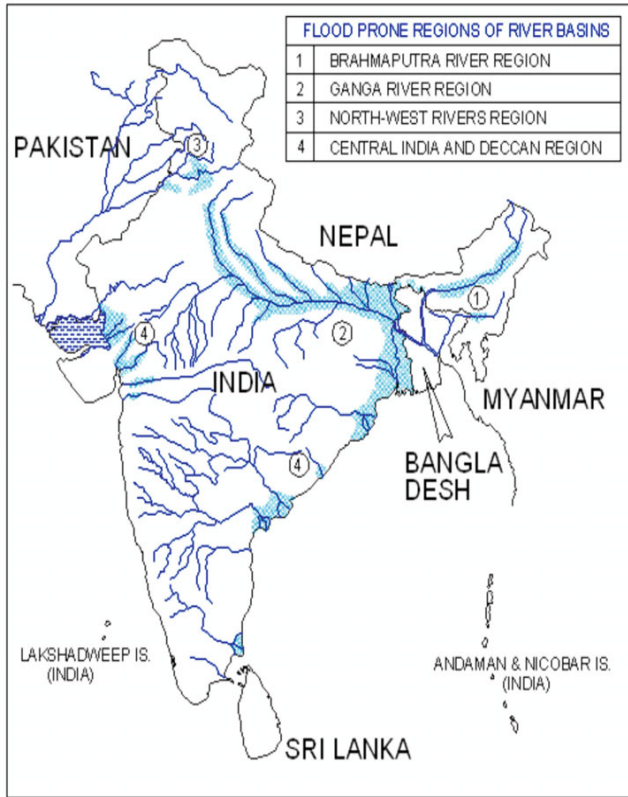 FLOOD PRONE REGIONS OF RIVER BASINS
1 BRAHMAPUTRA RIVER REGION
2 GANGA RIVER REGION
3 NORTH-WEST RIVERS REGION
4 CENTRAL INDIA AND DECCAN REGION
3
PAKISTAN
NEPAL
1
4
2
INDIA
MYANMAR
4
BANGLA
DESH
LAKSHADWEEP IS.
(INDIA)
ANDAMAN & NICOBAR IS.
(INDIA)
SRI LANKA